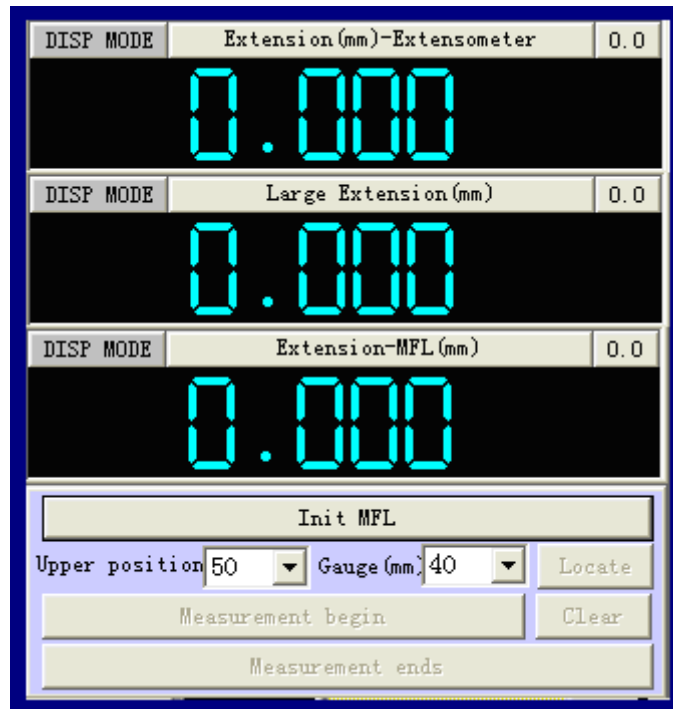 DISP MODE Extension(mm)-Extensometer 0.0
0.000
DISP MODE Large Extension(mm) 0.0
0.000
DISP MODE Extension-MFL(mm) 0.0
0.000
Init MFL
Upper position 50 Gauge(mm) 40 Locate
Measurement begin Clear
Measurement ends